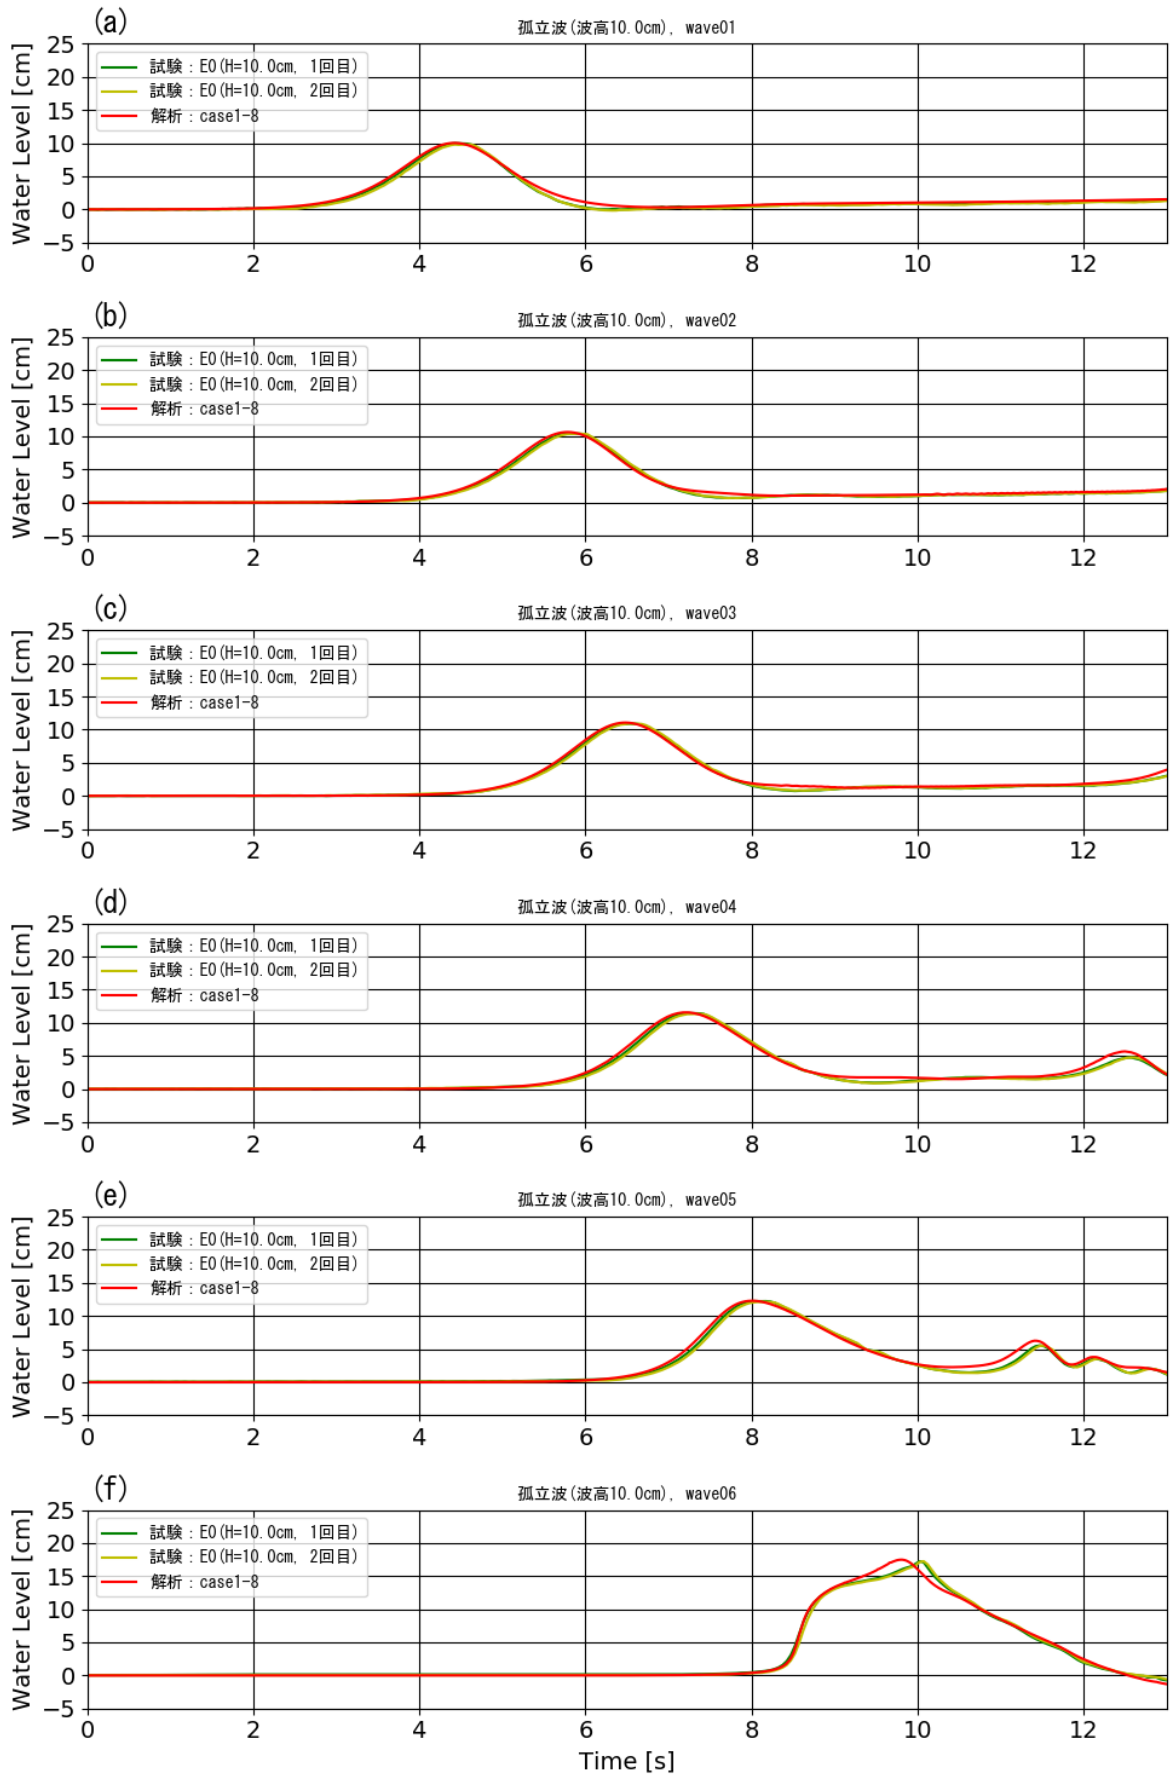 (a)
孤立波(波高10.0cm), wave01
Water Level [cm]
25
20
15
10
5
0
−5
試験：E0(H=10.0cm, 1回目)
試験：E0(H=10.0cm, 2回目)
解析：case1-8
0 2 4 6 8 10 12
(b)
孤立波(波高10.0cm), wave02
Water Level [cm]
25
20
15
10
5
0
−5
試験：E0(H=10.0cm, 1回目)
試験：E0(H=10.0cm, 2回目)
解析：case1-8
0 2 4 6 8 10 12
(c)
孤立波(波高10.0cm), wave03
Water Level [cm]
25
20
15
10
5
0
−5
試験：E0(H=10.0cm, 1回目)
試験：E0(H=10.0cm, 2回目)
解析：case1-8
0 2 4 6 8 10 12
(d)
孤立波(波高10.0cm), wave04
Water Level [cm]
25
20
15
10
5
0
−5
試験：E0(H=10.0cm, 1回目)
試験：E0(H=10.0cm, 2回目)
解析：case1-8
0 2 4 6 8 10 12
(e)
孤立波(波高10.0cm), wave05
Water Level [cm]
25
20
15
10
5
0
−5
試験：E0(H=10.0cm, 1回目)
試験：E0(H=10.0cm, 2回目)
解析：case1-8
0 2 4 6 8 10 12
(f)
孤立波(波高10.0cm), wave06
Water Level [cm]
25
20
15
10
5
0
−5
試験：E0(H=10.0cm, 1回目)
試験：E0(H=10.0cm, 2回目)
解析：case1-8
0 2 4 6 8 10 12
Time [s]